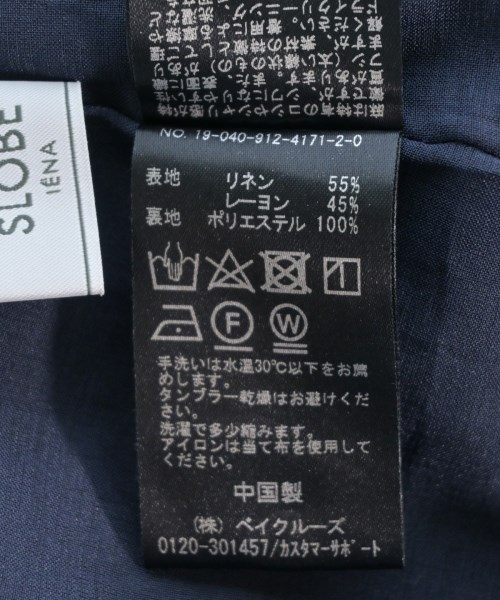 SLOBE
IÉNA
NO. 19-040-912-4171-2-0
表地 リネン 55%
レーヨン 45%
裏地 ポリエステル 100%
F
W
手洗いは水温30℃以下をお薦
めします。
タンブラー乾燥はお避けくだ
さい。
洗濯で多少縮みます。
アイロンは当て布を使用して
ください。
中国製
(株) ベイクルーズ
0120-301457/カスタマーサポート